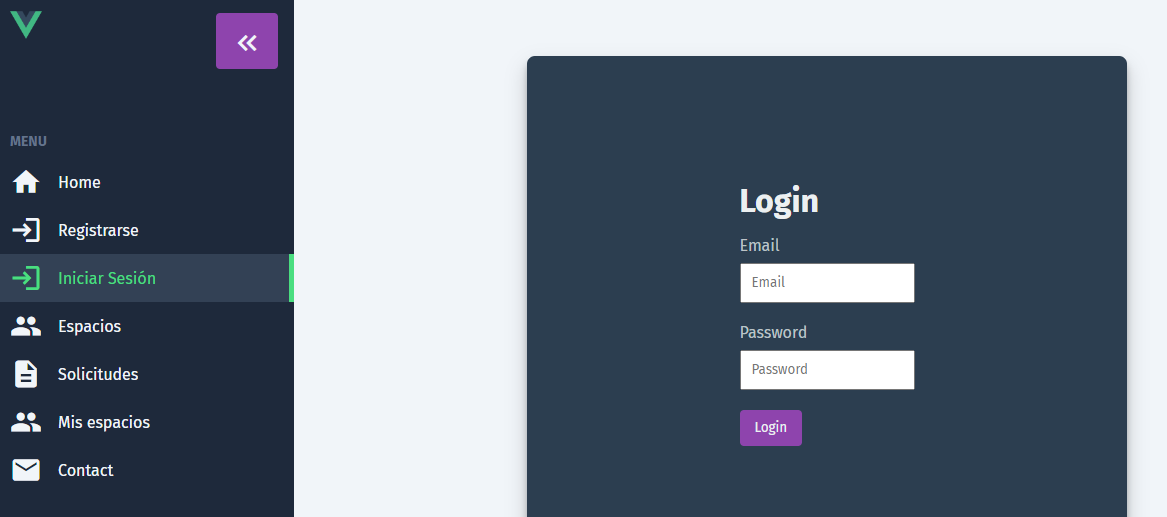 MENU
Home
Registrarse
Iniciar Sesión
Espacios
Solicitudes
Mis espacios
Contact
Login
Email
Email
Password
Password
Login